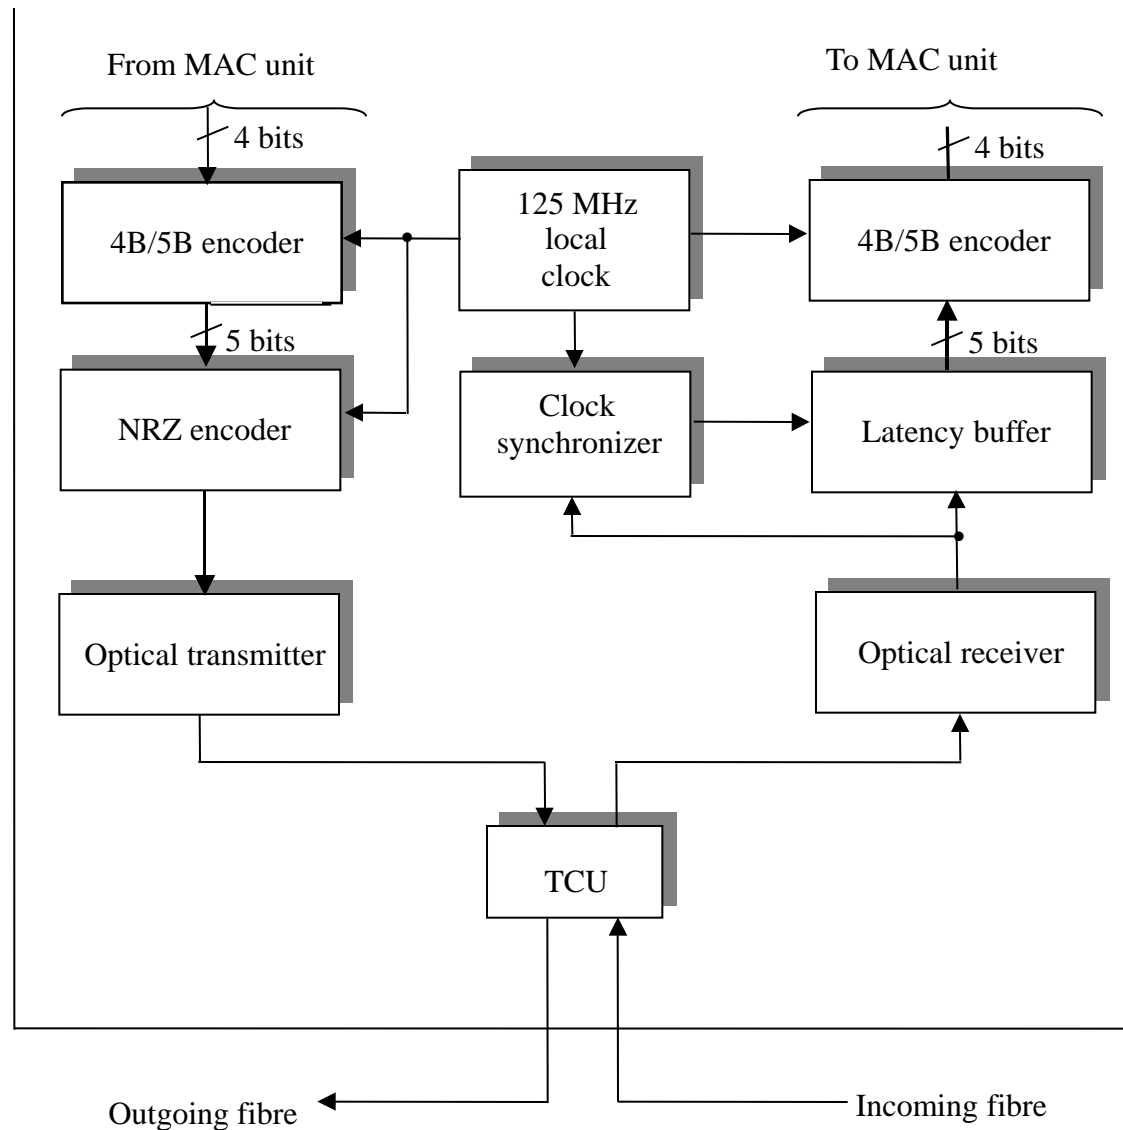 From MAC unit
To MAC unit
4 bits
4 bits
4B/5B encoder
125 MHz
local
clock
4B/5B encoder
5 bits
5 bits
NRZ encoder
Clock
synchronizer
Latency buffer
Optical transmitter
Optical receiver
TCU
Outgoing fibre
Incoming fibre